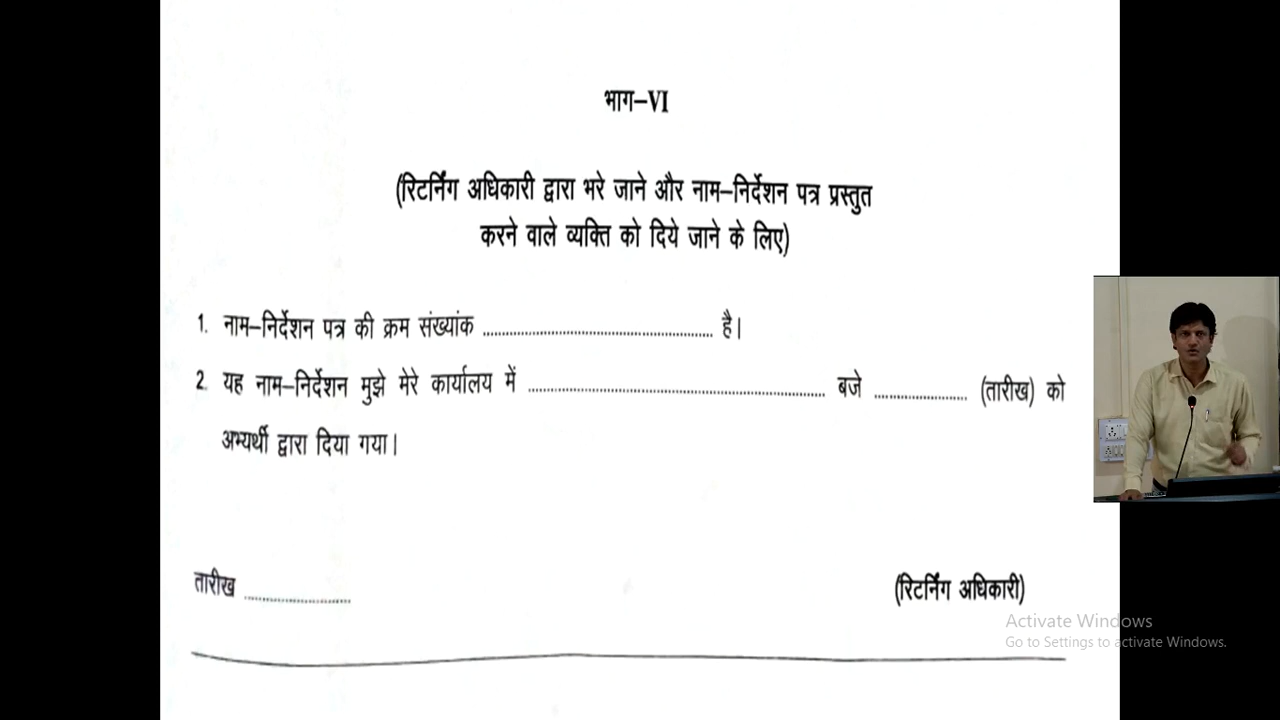 भाग–VI
(रिटर्निंग अधिकारी द्वारा भरे जाने और नाम–निर्देशन पत्र प्रस्तुत
करने वाले व्यक्ति को दिये जाने के लिए)
1. नाम–निर्देशन पत्र की क्रम संख्यांक ........................................................ है।
2. यह नाम–निर्देशन मुझे मेरे कार्यालय में ........................................................................ बजे ...................... (तारीख) को
अभ्यर्थी द्वारा दिया गया।
तारीख ..........................
(रिटर्निंग अधिकारी)
Activate Windows
Go to Settings to activate Windows.